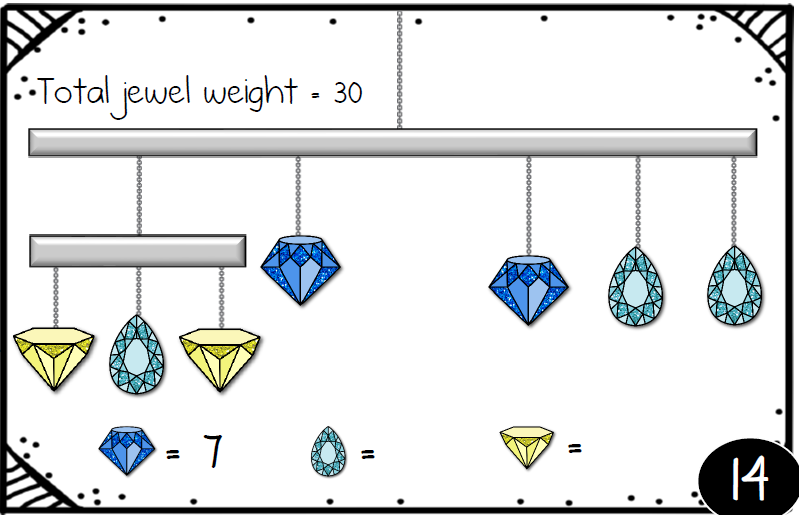 Total jewel weight = 30
= 7 = =
14